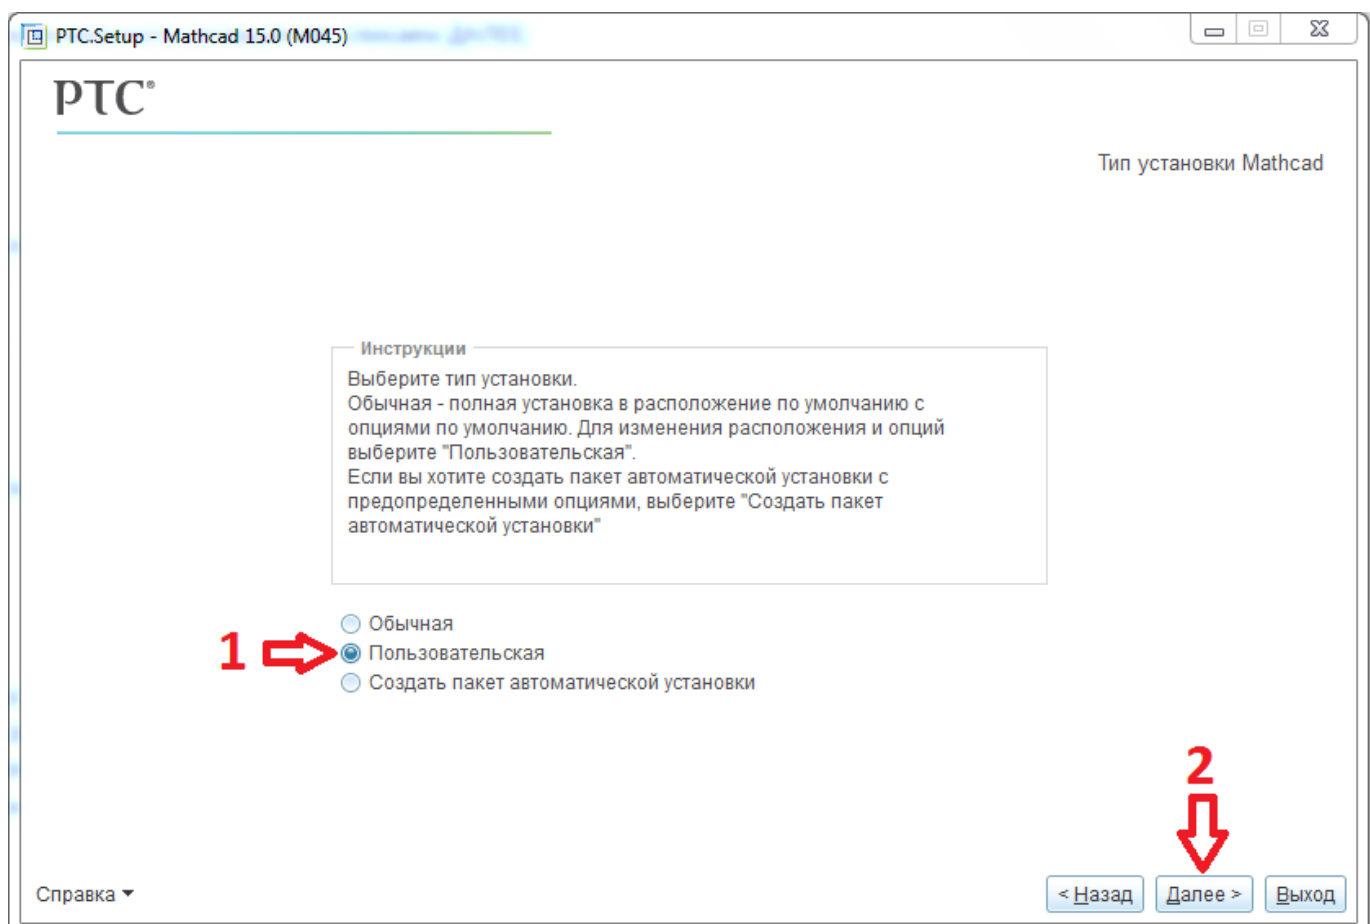 PTC.Setup - Mathcad 15.0 (M045)
PTC®
Тип установки Mathcad
Инструкции
Выберите тип установки.
Обычная - полная установка в расположение по умолчанию с
опциями по умолчанию. Для изменения расположения и опций
выберите "Пользовательская".
Если вы хотите создать пакет автоматической установки с
предопределенными опциями, выберите "Создать пакет
автоматической установки"
Обычная
1 Пользовательская
Создать пакет автоматической установки
2
Справка
< Назад Далее > Выход